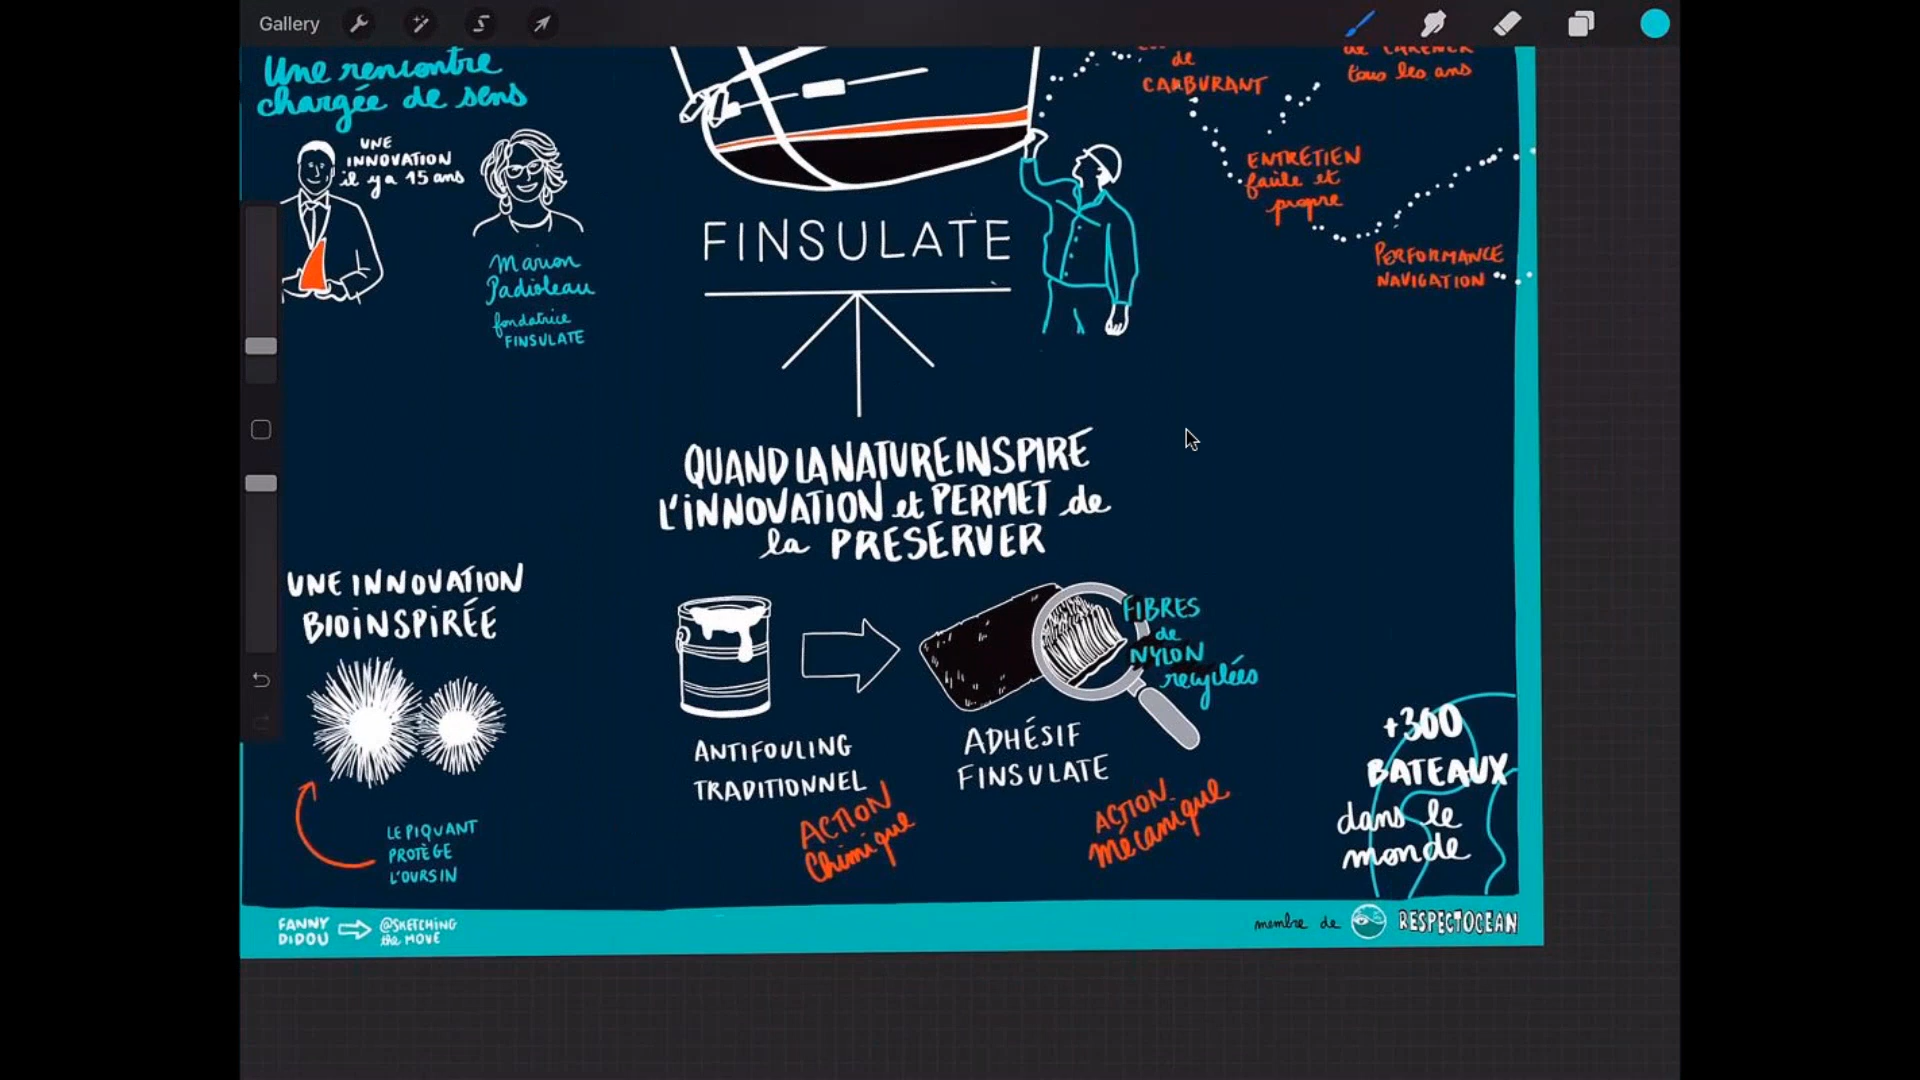 Gallery
Une rencontre
chargée de sens
UNE
INNOVATION
il y a 15 ans
Marion
Padioleau
fondatrice
FINSULATE
FINSULATE
de
CARBURANT
de CARENER
tous les ans
ENTRETIEN
facile et
propre
PERFORMANCE
NAVIGATION
QUAND LA NATURE INSPIRE
L'INNOVATION et PERMET de
la PRESERVER
UNE INNOVATION
BIOINSPIRÉE
LE PIQUANT
PROTÈGE
L'OURSIN
ANTIFOULING
TRADITIONNEL
ACTION
Chimique
FIBRES
de
NYLON
recyclées
ADHÉSIF
FINSULATE
ACTION
Mécanique
+300
BATEAUX
dans le
monde
FANNY
DIDOU
@SKETCHING
the MOVE
membre de RESPECTOCEAN